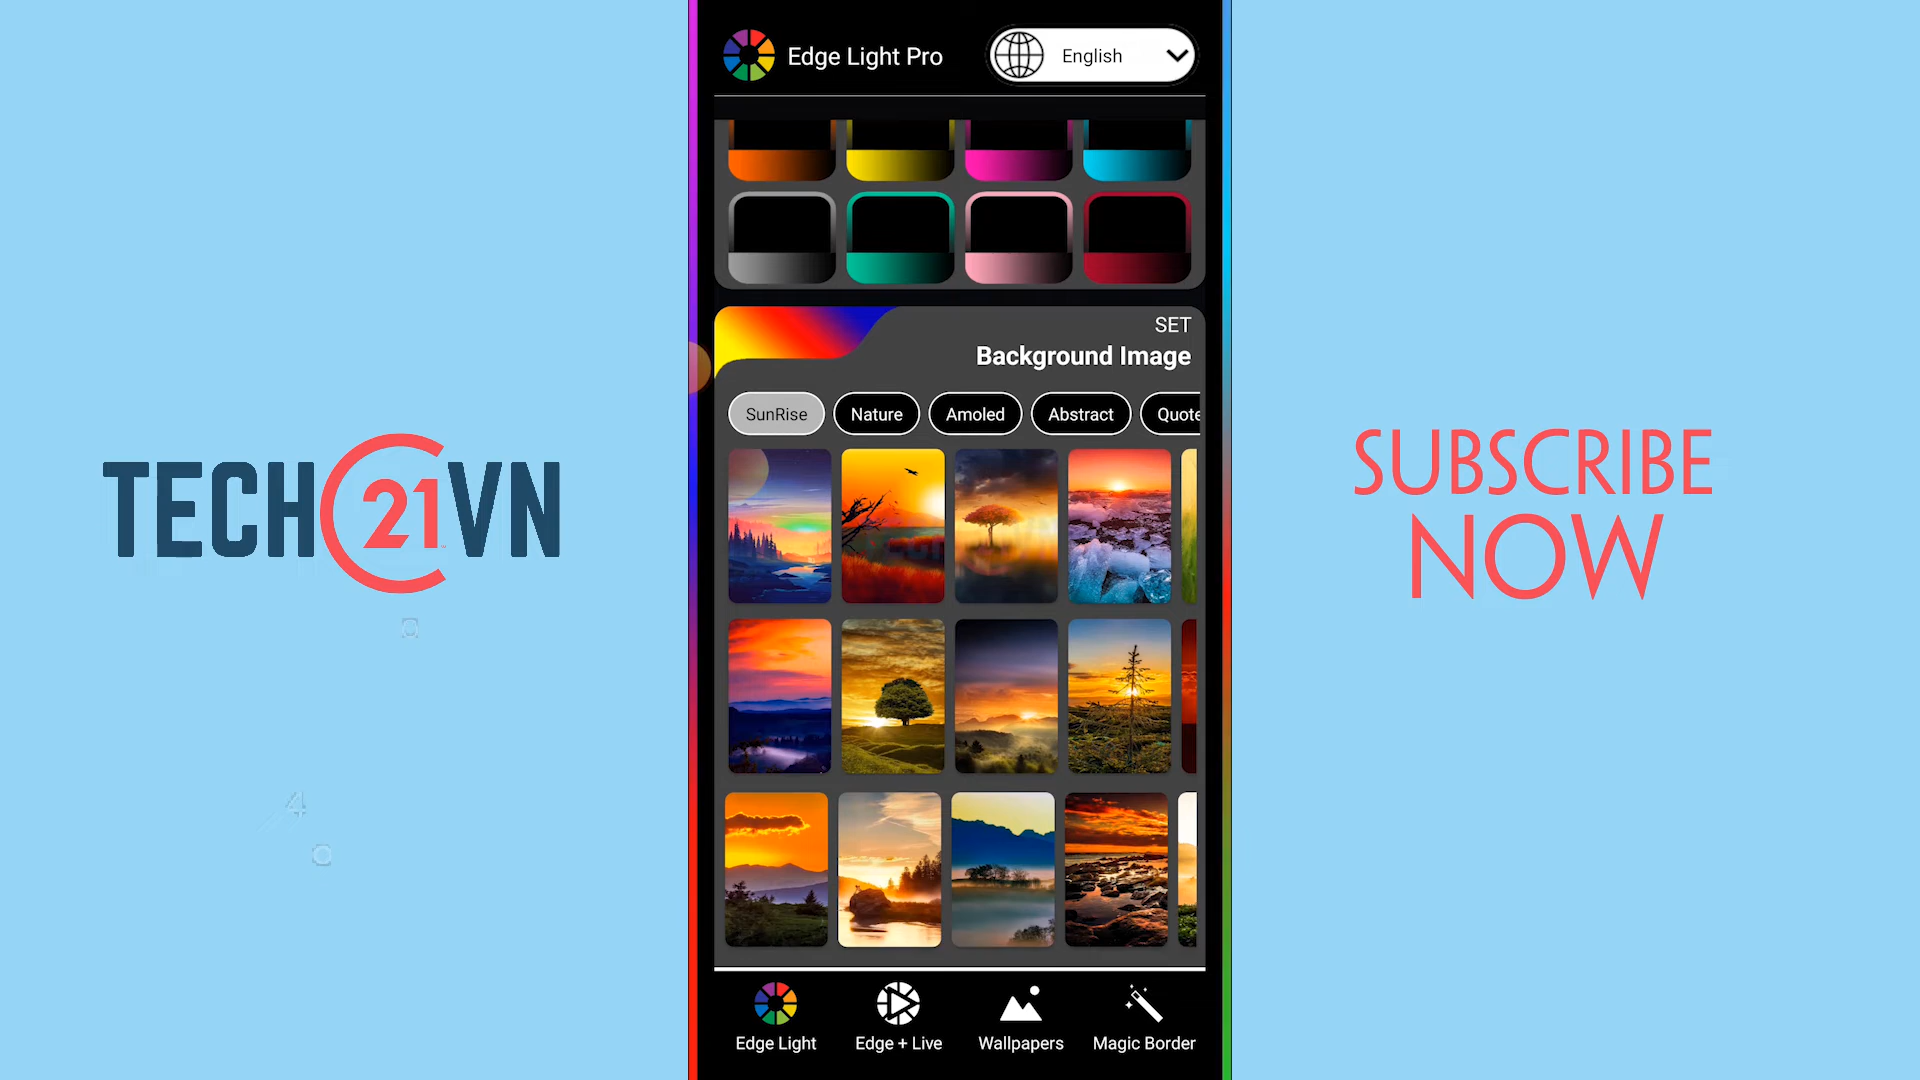 Edge Light Pro
English
SET
Background Image
SunRise
Nature
Amoled
Abstract
Quote
TECH21VN
SUBSCRIBE
NOW
Edge Light
Edge + Live
Wallpapers
Magic Border